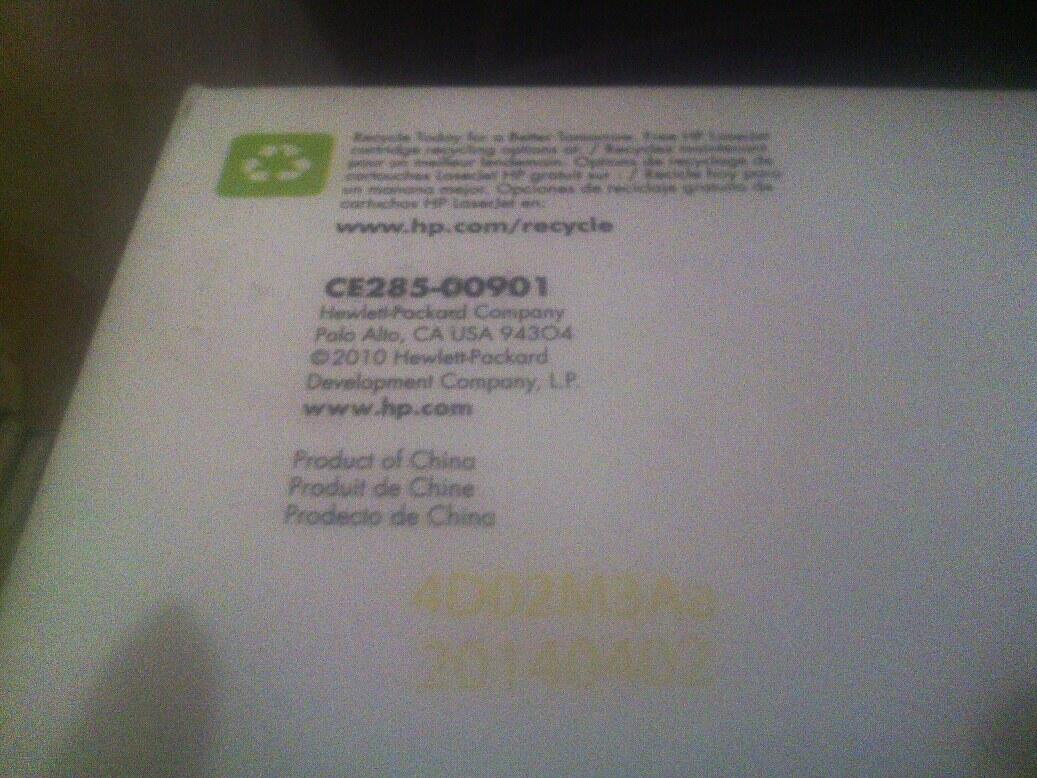 Recycle Today for a Better Tomorrow. Free HP LaserJet
cartridge recycling options at: / Recyclez maintenant
pour un meilleur lendemain. Options de recyclage de
cartouches LaserJet HP gratuit sur : / Recicle hoy para
un manana mejor. Opciones de reciclaje gratuito de
cartuchos HP LaserJet en:
www.hp.com/recycle
CE285-00901
Hewlett-Packard Company
Palo Alto, CA USA 94304
©2010 Hewlett-Packard
Development Company, L.P.
www.hp.com
Product of China
Produit de Chine
Prodecto de China
4D02M3Aa
20140402